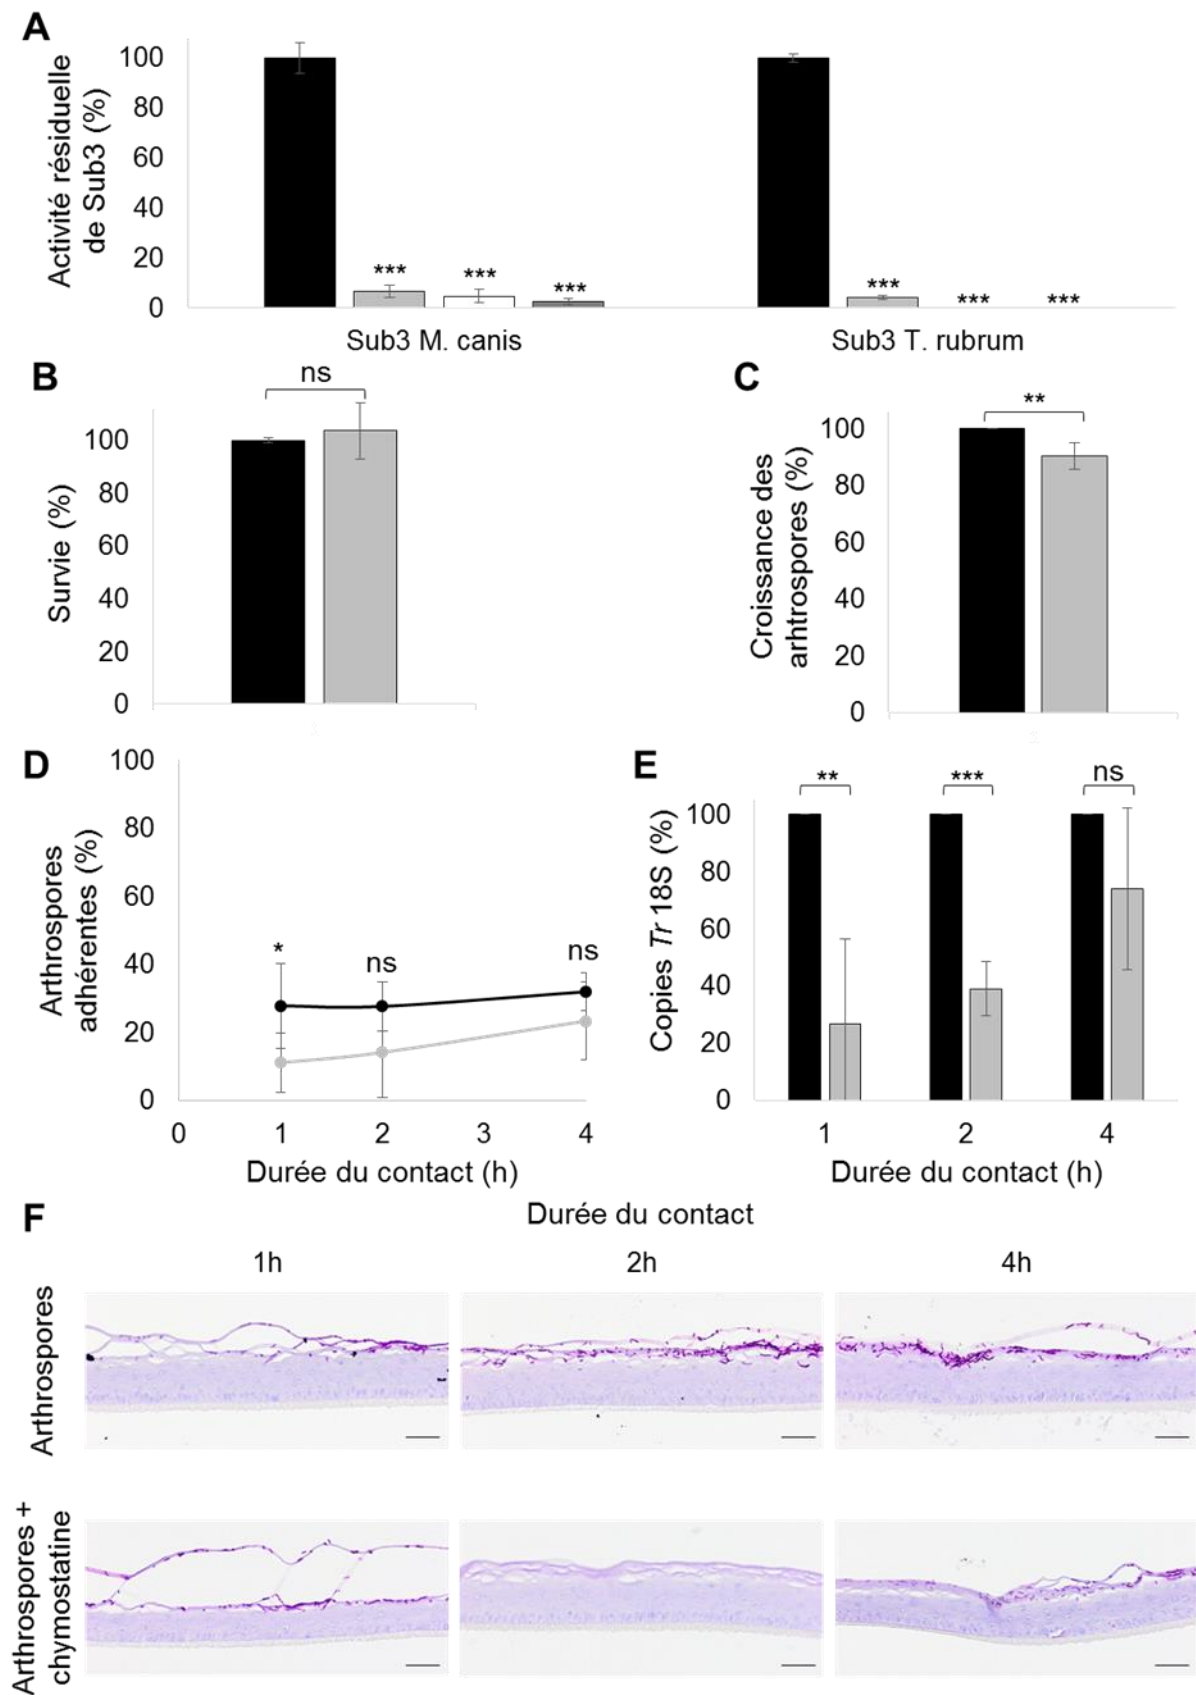 A
Activité résiduelle
de Sub3 (%)
100
80
60
40
20
0
***
***
***
***
***
***
Sub3 M. canis
Sub3 T. rubrum
B
Survie (%)
100
80
60
40
20
0
ns
C
Croissance des
arhtrospores (%)
100
80
60
40
20
0
**
D
Arthrospores
adhérentes (%)
100
80
60
40
20
0
*
ns
ns
0 1 2 3 4
Durée du contact (h)
E
Copies Tr 18S (%)
100
80
60
40
20
0
**
***
ns
1 2 4
Durée du contact (h)
F
Durée du contact
1h 2h 4h
Arthrospores
Arthrospores +
chymostatine